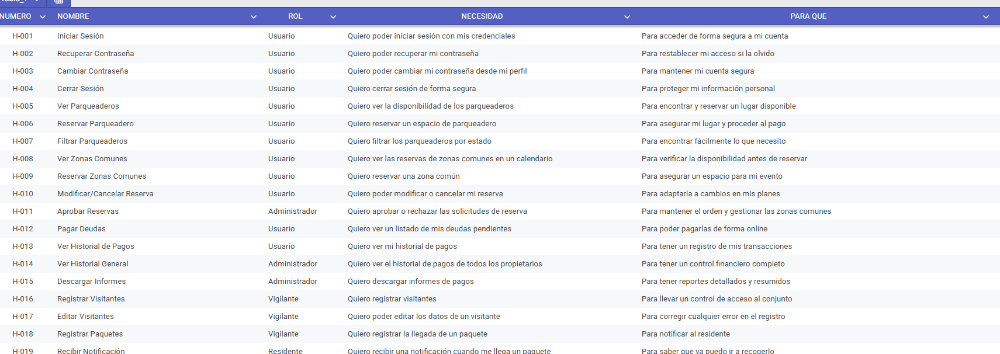 Tabla_1
NUMERO NOMBRE ROL NECESIDAD PARA QUE
H-001 Iniciar Sesión Usuario Quiero poder iniciar sesión con mis credenciales Para acceder de forma segura a mi cuenta
H-002 Recuperar Contraseña Usuario Quiero poder recuperar mi contraseña Para restablecer mi acceso si la olvido
H-003 Cambiar Contraseña Usuario Quiero poder cambiar mi contraseña desde mi perfil Para mantener mi cuenta segura
H-004 Cerrar Sesión Usuario Quiero cerrar sesión de forma segura Para proteger mi información personal
H-005 Ver Parqueaderos Usuario Quiero ver la disponibilidad de los parqueaderos Para encontrar y reservar un lugar disponible
H-006 Reservar Parqueadero Usuario Quiero reservar un espacio de parqueadero Para asegurar mi lugar y proceder al pago
H-007 Filtrar Parqueaderos Usuario Quiero filtrar los parqueaderos por estado Para encontrar fácilmente lo que necesito
H-008 Ver Zonas Comunes Usuario Quiero ver las reservas de zonas comunes en un calendario Para verificar la disponibilidad antes de reservar
H-009 Reservar Zonas Comunes Usuario Quiero reservar una zona común Para asegurar un espacio para mi evento
H-010 Modificar/Cancelar Reserva Usuario Quiero poder modificar o cancelar mi reserva Para adaptarla a cambios en mis planes
H-011 Aprobar Reservas Administrador Quiero aprobar o rechazar las solicitudes de reserva Para mantener el orden y gestionar las zonas comunes
H-012 Pagar Deudas Usuario Quiero ver un listado de mis deudas pendientes Para poder pagarlas de forma online
H-013 Ver Historial de Pagos Usuario Quiero ver mi historial de pagos Para tener un registro de mis transacciones
H-014 Ver Historial General Administrador Quiero ver el historial de pagos de todos los propietarios Para tener un control financiero completo
H-015 Descargar Informes Administrador Quiero descargar informes de pagos Para tener reportes detallados y resumidos
H-016 Registrar Visitantes Vigilante Quiero registrar visitantes Para llevar un control de acceso al conjunto
H-017 Editar Visitantes Vigilante Quiero poder editar los datos de un visitante Para corregir cualquier error en el registro
H-018 Registrar Paquetes Vigilante Quiero registrar la llegada de un paquete Para notificar al residente
H-019 Recibir Notificación Residente Quiero recibir una notificación cuando me llega un paquete Para saber que ya puedo ir a recogerlo